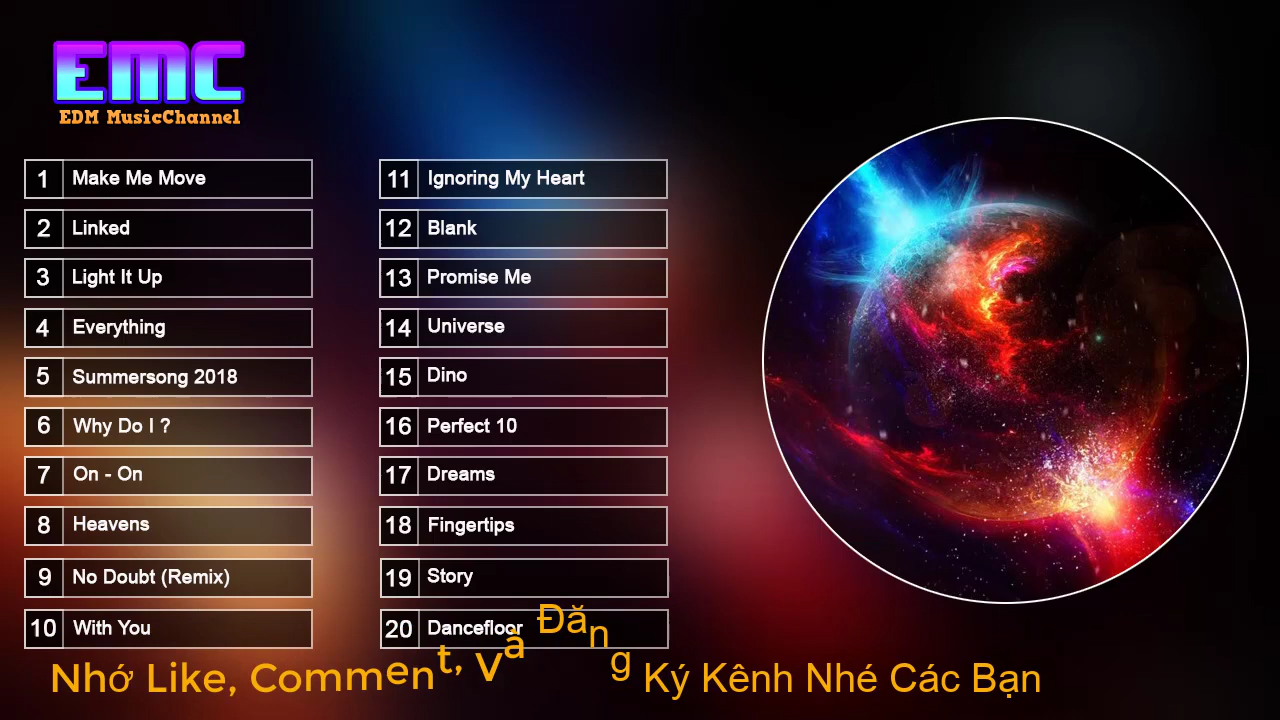 EMC
EDM MusicChannel
1 Make Me Move
2 Linked
3 Light It Up
4 Everything
5 Summersong 2018
6 Why Do I ?
7 On - On
8 Heavens
9 No Doubt (Remix)
10 With You
11 Ignoring My Heart
12 Blank
13 Promise Me
14 Universe
15 Dino
16 Perfect 10
17 Dreams
18 Fingertips
19 Story
20 Dancefloor
Nhớ Like, Comment, và Đăng Ký Kênh Nhé Các Bạn